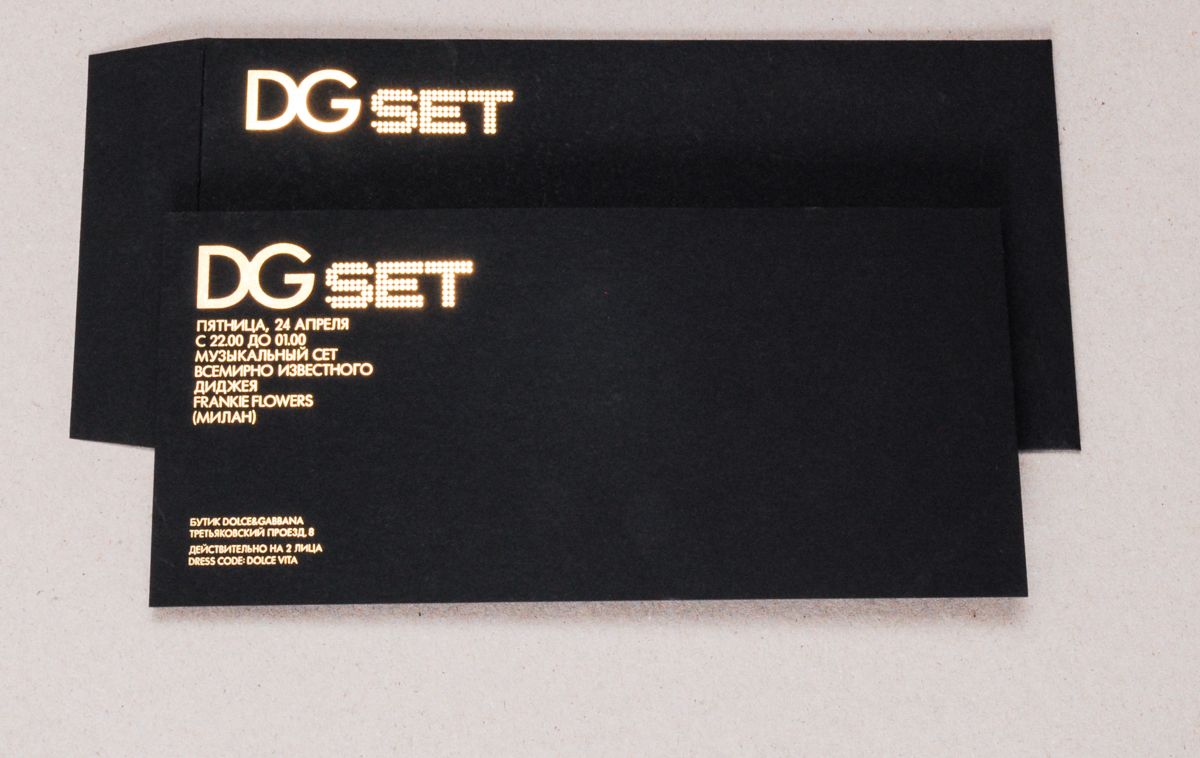 DG SET
DG SET
ПЯТНИЦА, 24 АПРЕЛЯ
С 22.00 ДО 01.00
МУЗЫКАЛЬНЫЙ СЕТ
ВСЕМИРНО ИЗВЕСТНОГО
ДИДЖЕЯ
FRANKIE FLOWERS
(МИЛАН)
БУТИК DOLCE&GABBANA
ТРЕТЬЯКОВСКИЙ ПРОЕЗД, 8
ДЕЙСТВИТЕЛЬНО НА 2 ЛИЦА
DRESS CODE: DOLCE VITA